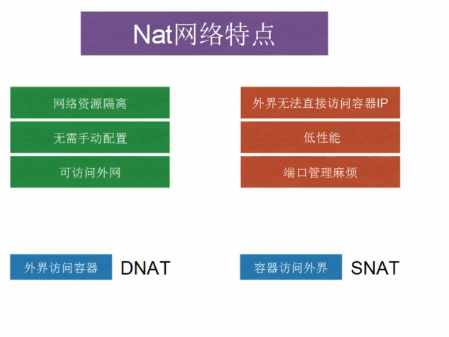 Nat网络特点
网络资源隔离
无需手动配置
可访问外网
外界无法直接访问容器IP
低性能
端口管理麻烦
外界访问容器 DNAT
容器访问外界 SNAT